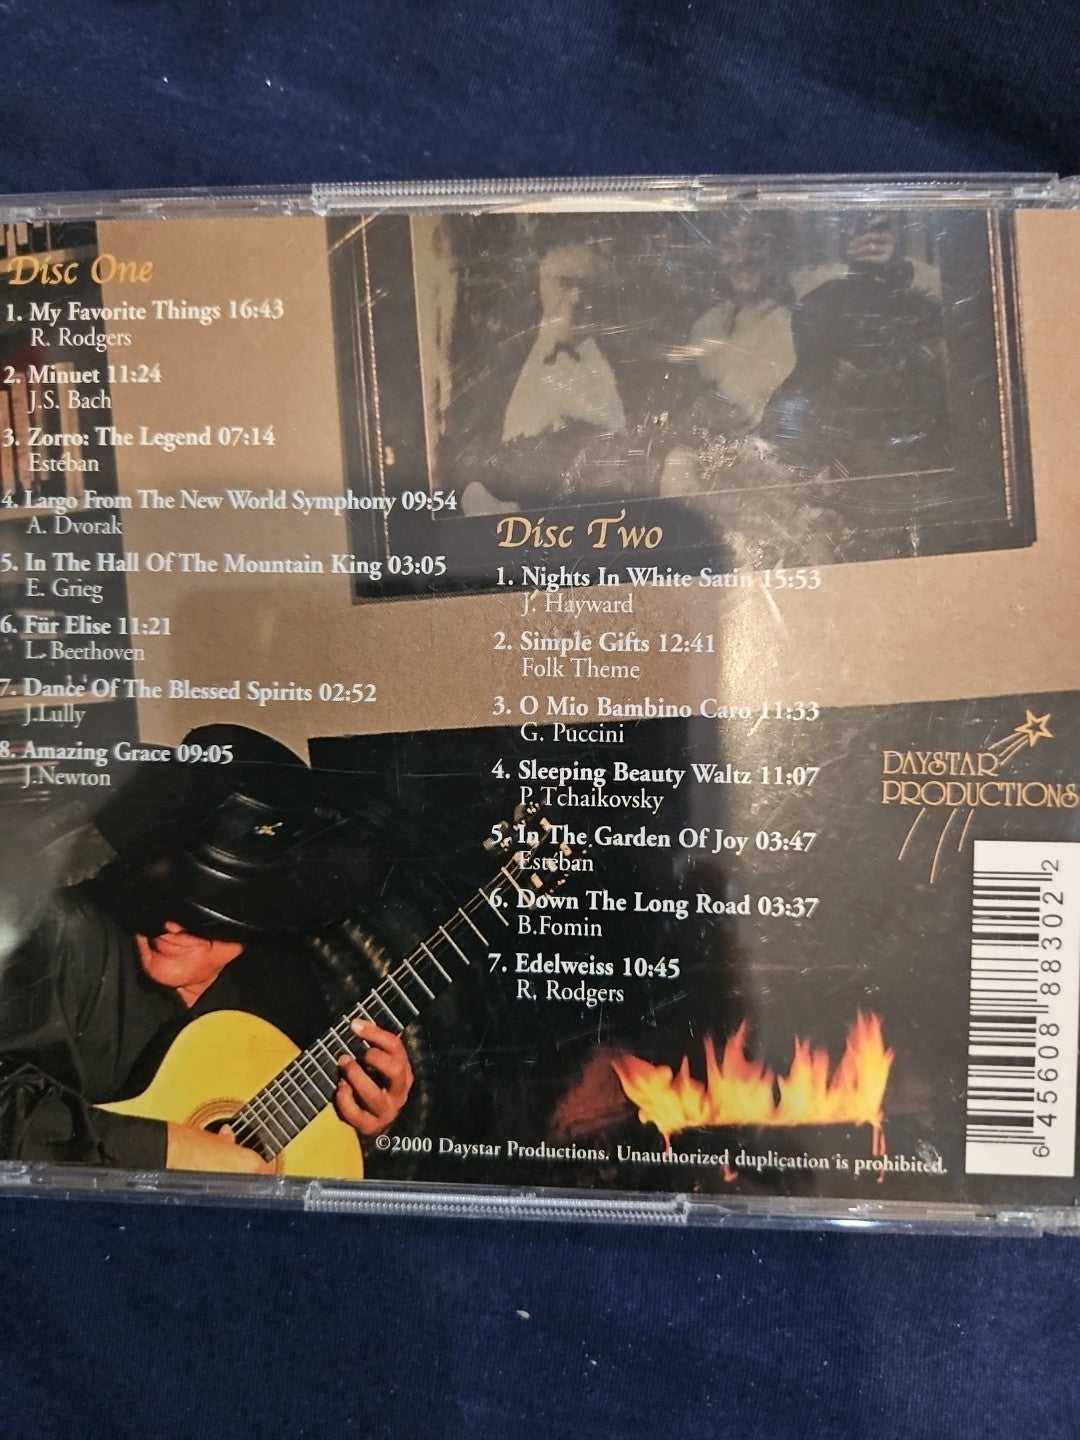 Disc One
1. My Favorite Things 16:43
R. Rodgers
2. Minuet 11:24
J.S. Bach
3. Zorro: The Legend 07:14
Estéban
4. Largo From The New World Symphony 09:54
A. Dvorak
5. In The Hall Of The Mountain King 03:05
E. Grieg
6. Für Elise 11:21
L. Beethoven
7. Dance Of The Blessed Spirits 02:52
J.Lully
8. Amazing Grace 09:05
J.Newton
Disc Two
1. Nights In White Satin 15:53
J. Hayward
2. Simple Gifts 12:41
Folk Theme
3. O Mio Bambino Caro 11:33
G. Puccini
4. Sleeping Beauty Waltz 11:07
P. Tchaikovsky
5. In The Garden Of Joy 03:47
Estéban
6. Down The Long Road 03:37
B.Fomin
7. Edelweiss 10:45
R. Rodgers
DAYSTAR
PRODUCTIONS
6 45608 88302 2
©2000 Daystar Productions. Unauthorized duplication is prohibited.